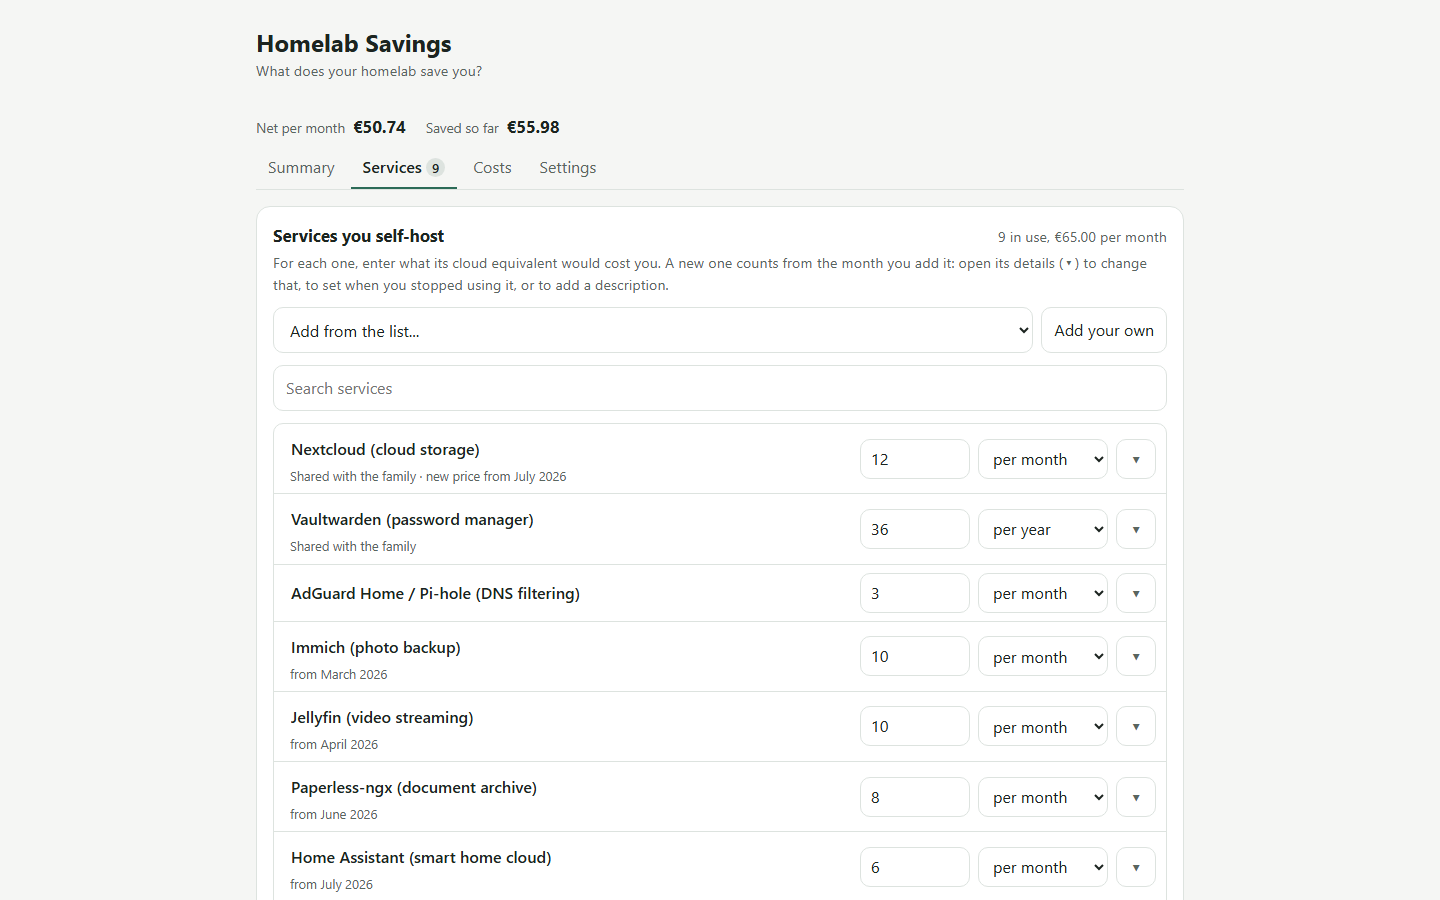 Homelab Savings
What does your homelab save you?
Net per month €50.74 Saved so far €55.98
Summary Services 9 Costs Settings
Services you self-host
9 in use, €65.00 per month
For each one, enter what its cloud equivalent would cost you. A new one counts from the month you add it: open its details (▾) to change
that, to set when you stopped using it, or to add a description.
Add from the list...
Add your own
Search services
Nextcloud (cloud storage)
Shared with the family · new price from July 2026
12 per month ▾
Vaultwarden (password manager)
Shared with the family
36 per year ▾
AdGuard Home / Pi-hole (DNS filtering)
3 per month ▾
Immich (photo backup)
from March 2026
10 per month ▾
Jellyfin (video streaming)
from April 2026
10 per month ▾
Paperless-ngx (document archive)
from June 2026
8 per month ▾
Home Assistant (smart home cloud)
from July 2026
6 per month ▾